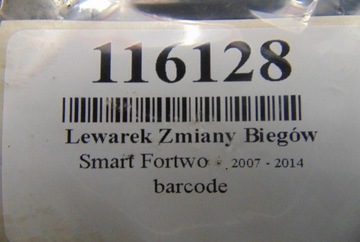 116128
Lewarek Zmiany Biegów
Smart Fortwo - 2007 - 2014
barcode